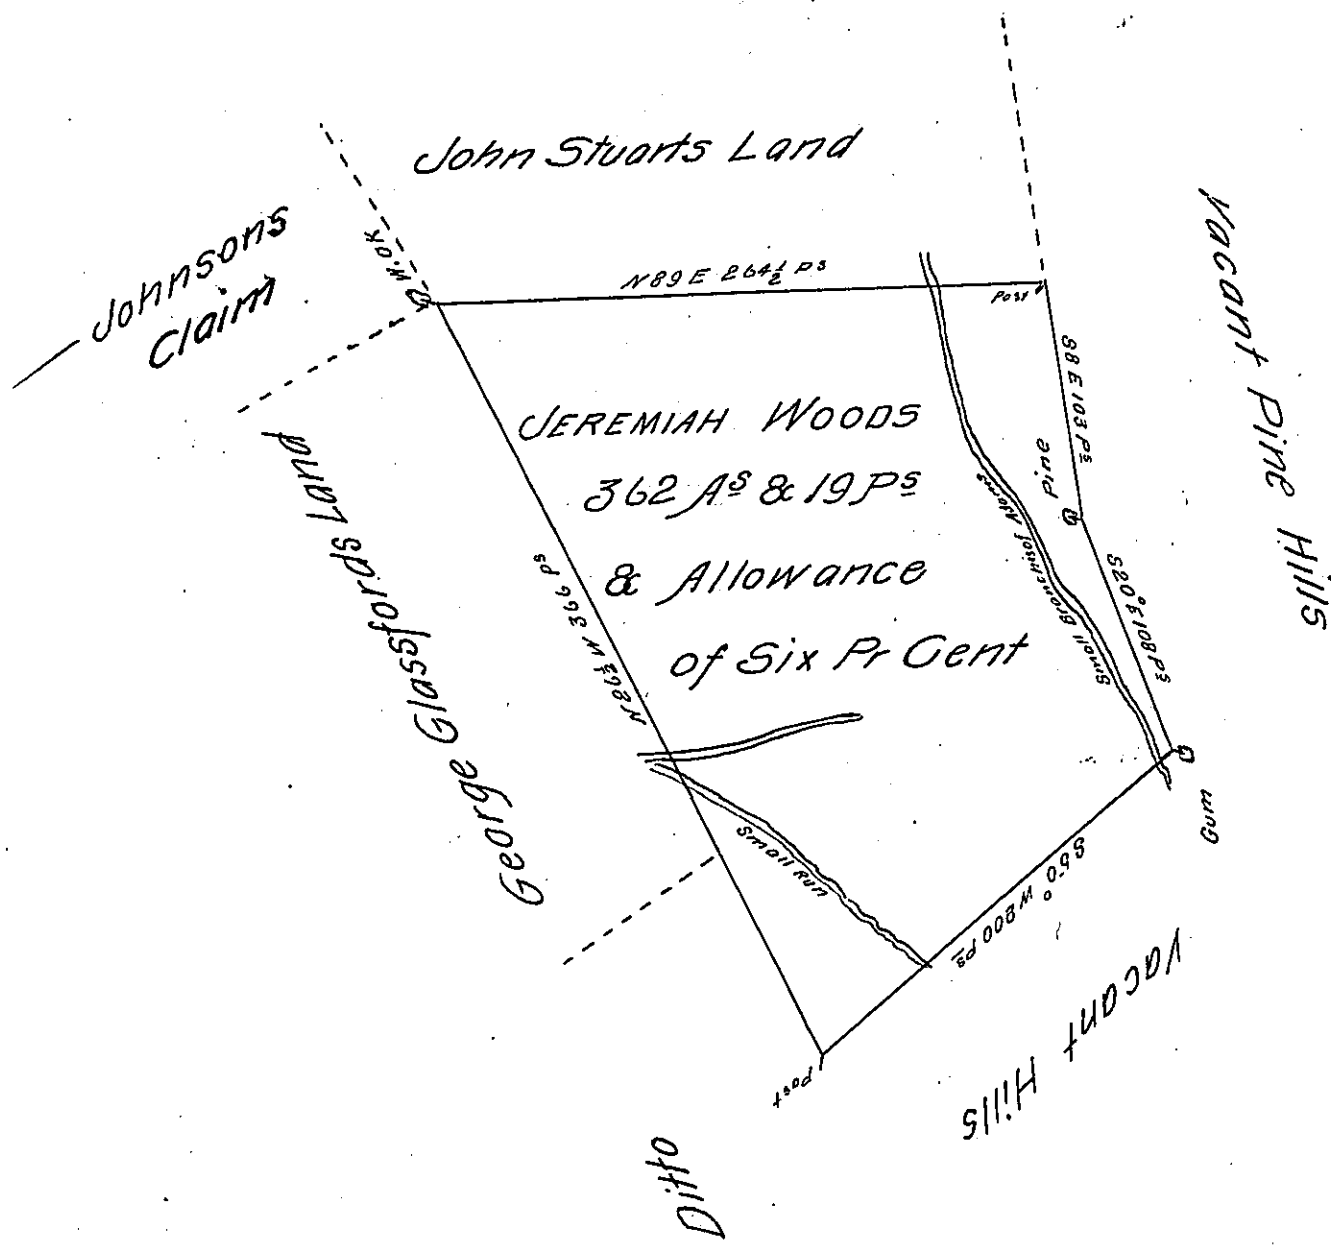 John Stuarts Land
Johnsons
Claim
W.OK
N89E 264½ Ps
Post
S8 E 103 Ps
Vacant Pine Hills
JEREMIAH WOODS
362 As & 19 Ps
& Allowance
of Six Pr Cent
Pine
S20° E 108 Ps
Small Branch of
George Glassfords Land
N26½ W 366 Ps
Small Run
Gum
S50° W 200 Ps
Vacant Hills
Post
Ditto